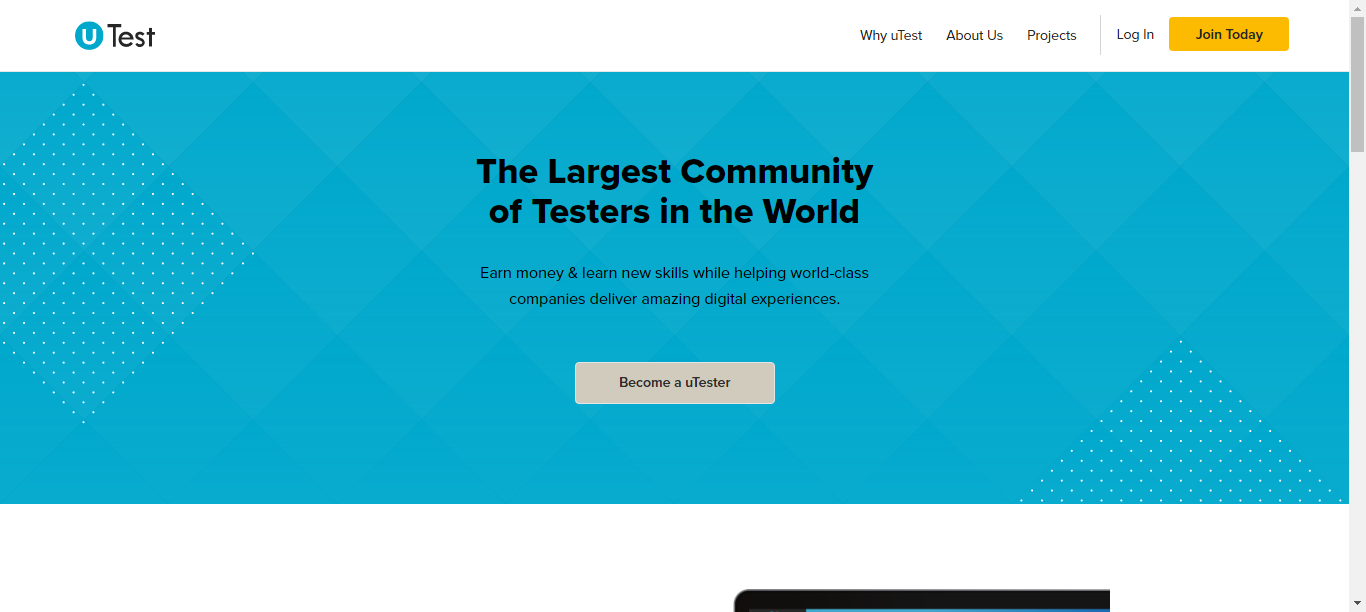 uTest
Why uTest
About Us
Projects
Log In
Join Today
The Largest Community
of Testers in the World
Earn money & learn new skills while helping world-class
companies deliver amazing digital experiences.
Become a uTester